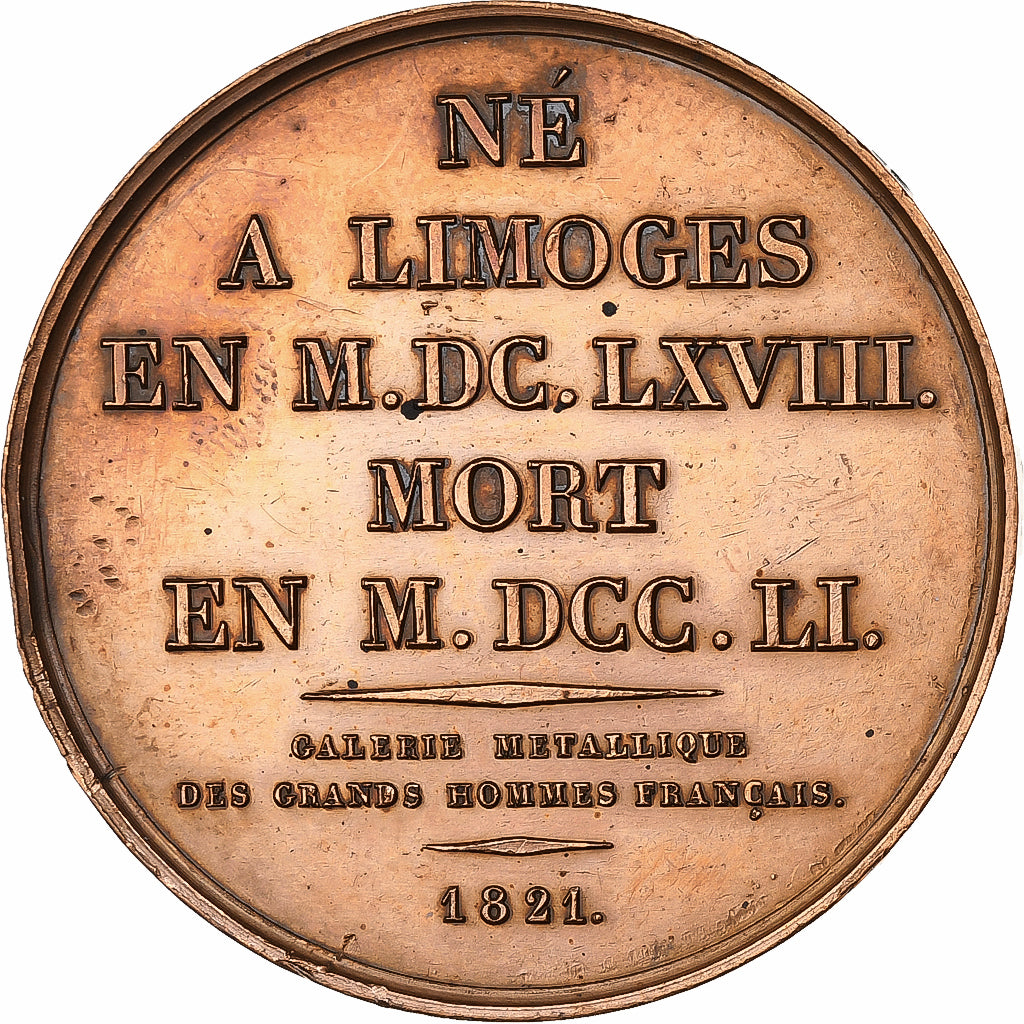 NÉ
A LIMOGES
EN M.DC.LXVIII.
MORT
EN M.DCC.LI.
GALERIE METALLIQUE
DES GRANDS HOMMES FRANÇAIS.
1821.